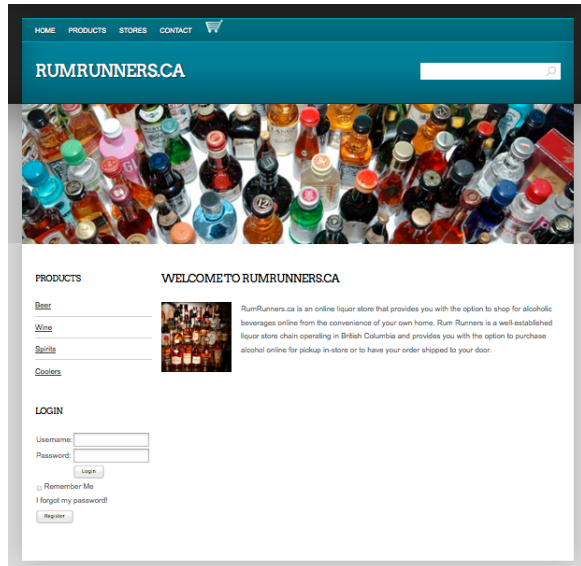 HOME PRODUCTS STORES CONTACT
RUMRUNNERS.CA
PRODUCTS
Beer
Wine
Spirits
Coolers
LOGIN
Username:
Password:
Login
Remember Me
I forgot my password!
Register
WELCOME TO RUMRUNNERS.CA
RumRunners.ca is an online liquor store that provides you with the option to shop for alcoholic
beverages online from the convenience of your own home. Rum Runners is a well-established
liquor store chain operating in British Columbia and provides you with the option to purchase
alcohol online for pickup in-store or to have your order shipped to your door.